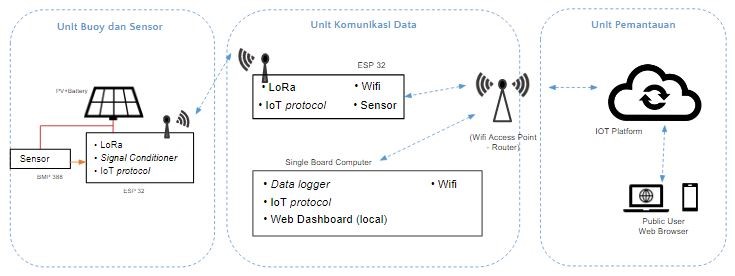 Unit Buoy dan Sensor
PV+Battery
Sensor
BMP 388
• LoRa
• Signal Conditioner
• IoT protocol
ESP 32
Unit Komunikasi Data
ESP 32
• LoRa
• IoT protocol
• Wifi
• Sensor
(Wifi Access Point
- Router)
Single Board Computer
• Data logger
• IoT protocol
• Web Dashboard (local)
• Wifi
Unit Pemantauan
IOT Platform
Public User
Web Browser